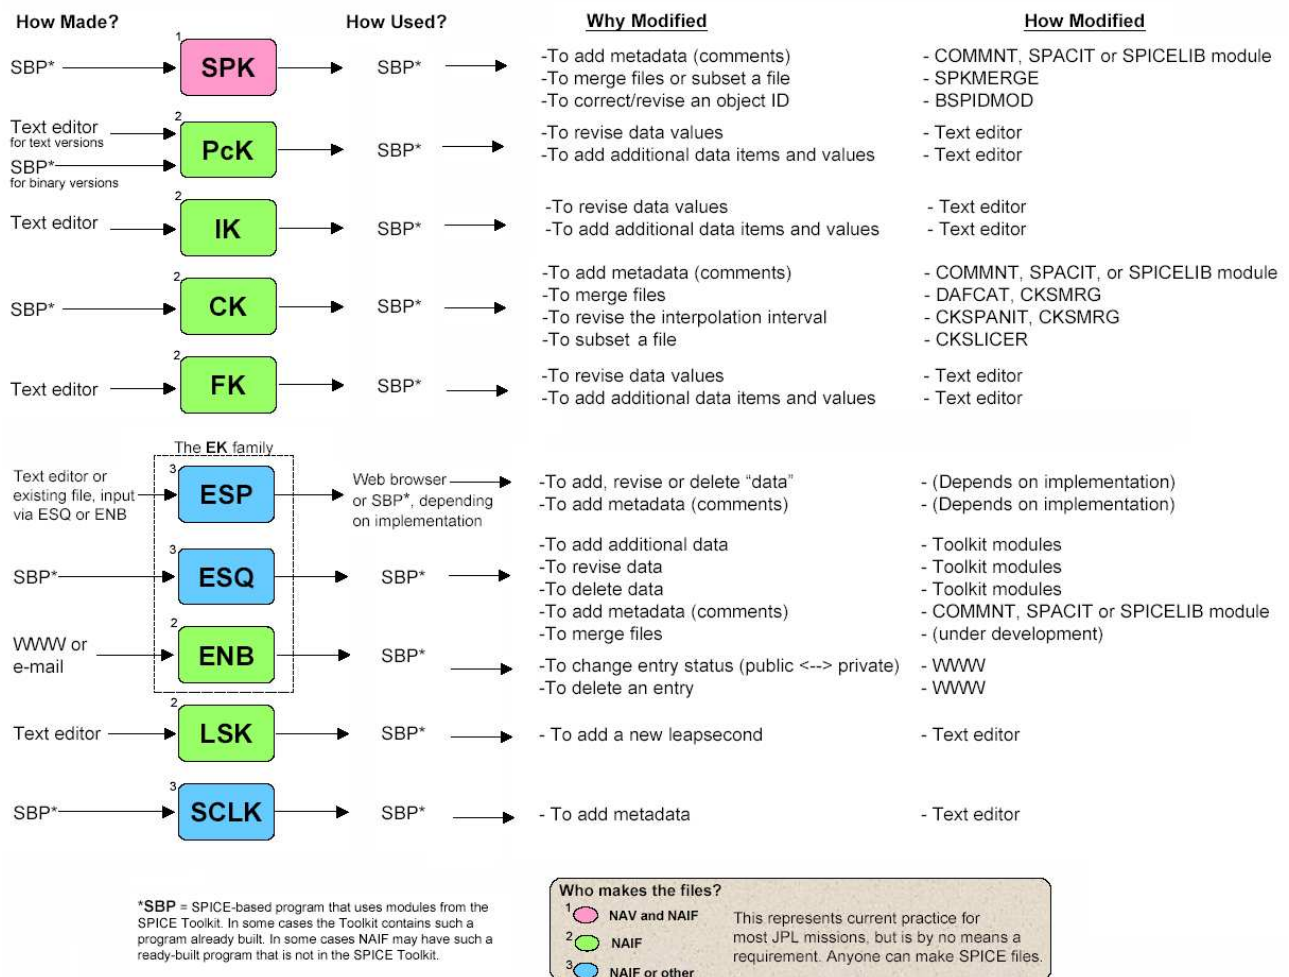 How Made?
How Used?
Why Modified
How Modified
SBP*
1
SPK
SBP*
-To add metadata (comments)
- COMMNT, SPACIT or SPICELIB module
-To merge files or subset a file
- SPKMERGE
-To correct/revise an object ID
- BSPIDMOD
Text editor
for text versions
SBP*
for binary versions
2
PcK
SBP*
-To revise data values
- Text editor
-To add additional data items and values
- Text editor
Text editor
2
IK
SBP*
-To revise data values
- Text editor
-To add additional data items and values
- Text editor
SBP*
2
CK
SBP*
-To add metadata (comments)
- COMMNT, SPACIT, or SPICELIB module
-To merge files
- DAFCAT, CKSMRG
-To revise the interpolation interval
- CKSPANIT, CKSMRG
-To subset a file
- CKSLICER
Text editor
2
FK
SBP*
-To revise data values
- Text editor
-To add additional data items and values
- Text editor
The EK family
Text editor or
existing file, input
via ESQ or ENB
3
ESP
Web browser
or SBP*, depending
on implementation
-To add, revise or delete “data”
- (Depends on implementation)
-To add metadata (comments)
- (Depends on implementation)
SBP*
3
ESQ
SBP*
-To add additional data
- Toolkit modules
-To revise data
- Toolkit modules
-To delete data
- Toolkit modules
-To add metadata (comments)
- COMMNT, SPACIT or SPICELIB module
-To merge files
- (under development)
WWW or
e-mail
2
ENB
SBP*
-To change entry status (public <--> private)
- WWW
-To delete an entry
- WWW
Text editor
2
LSK
SBP*
- To add a new leapsecond
- Text editor
SBP*
3
SCLK
SBP*
- To add metadata
- Text editor
*SBP = SPICE-based program that uses modules from the
SPICE Toolkit. In some cases the Toolkit contains such a
program already built. In some cases NAIF may have such a
ready-built program that is not in the SPICE Toolkit.
Who makes the files?
1 NAV and NAIF
2 NAIF
3 NAIF or other
This represents current practice for
most JPL missions, but is by no means a
requirement. Anyone can make SPICE files.